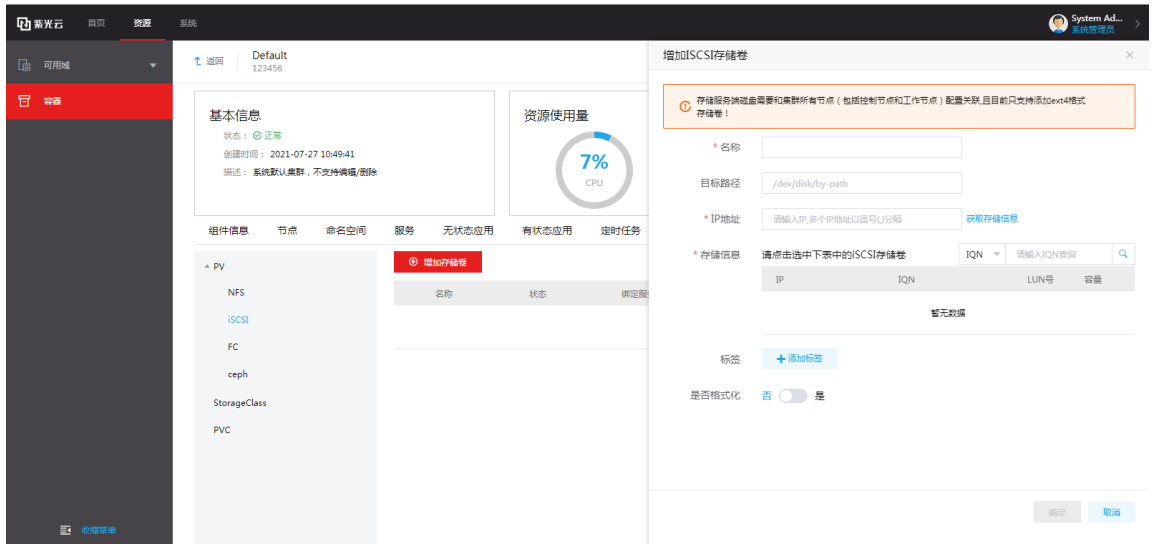 紫光云 首页 资源 系统 System Ad...
系统管理员
可用域
容器
收缩菜单
返回 Default
123456
基本信息
状态： 正常
创建时间： 2021-07-27 10:49:41
描述： 系统默认集群，不支持编辑/删除
资源使用量
7%
CPU
组件信息 节点 命名空间 服务 无状态应用 有状态应用 定时任务
PV
NFS
iSCSI
FC
ceph
StorageClass
PVC
增加存储卷
名称 状态 绑定服
增加ISCSI存储卷
存储服务端磁盘需要和集群所有节点（包括控制节点和工作节点）配置关联,且目前只支持添加ext4格式
存储卷！
* 名称
目标路径 /dev/disk/by-path
* IP地址 请输入IP,多个IP地址以逗号(,)分隔 获取存储信息
* 存储信息 请点击选中下表中的ISCSI存储卷 IQN 请输入IQN查询
IP IQN LUN号 容量
暂无数据
标签 添加标签
是否格式化 否 是
确定 取消